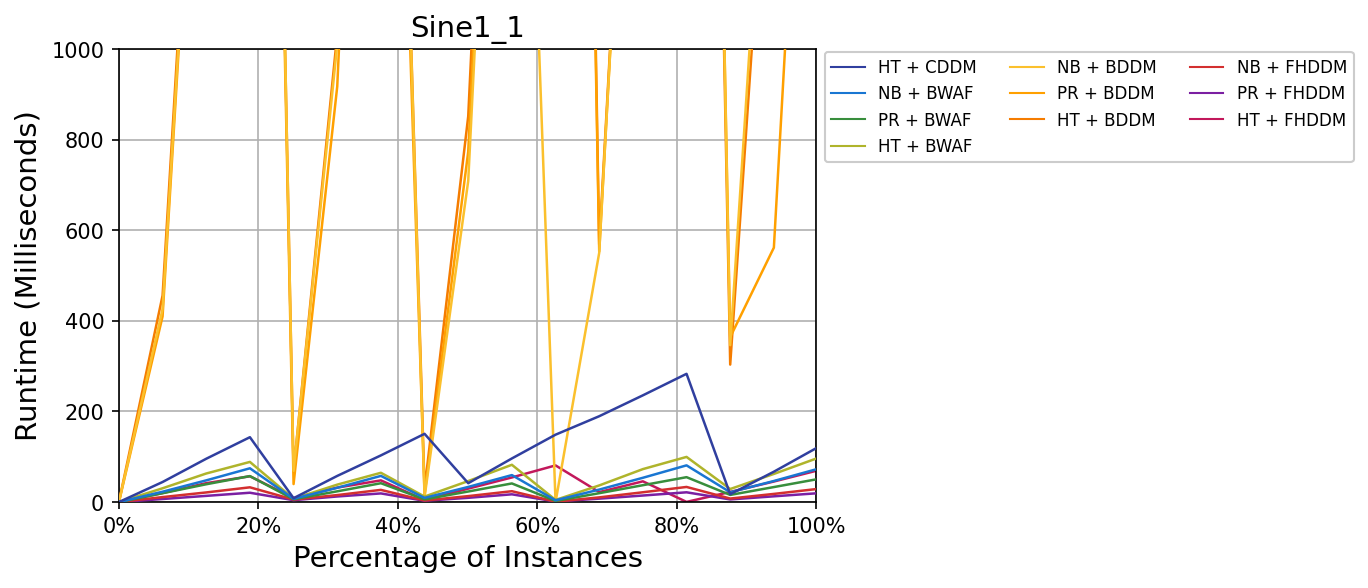 Sine1_1
Runtime (Milliseconds)
1000
800
600
400
200
0
0%
20%
40%
60%
80%
100%
Percentage of Instances
HT + CDDM
NB + BWAF
PR + BWAF
HT + BWAF
NB + BDDM
PR + BDDM
HT + BDDM
NB + FHDDM
PR + FHDDM
HT + FHDDM